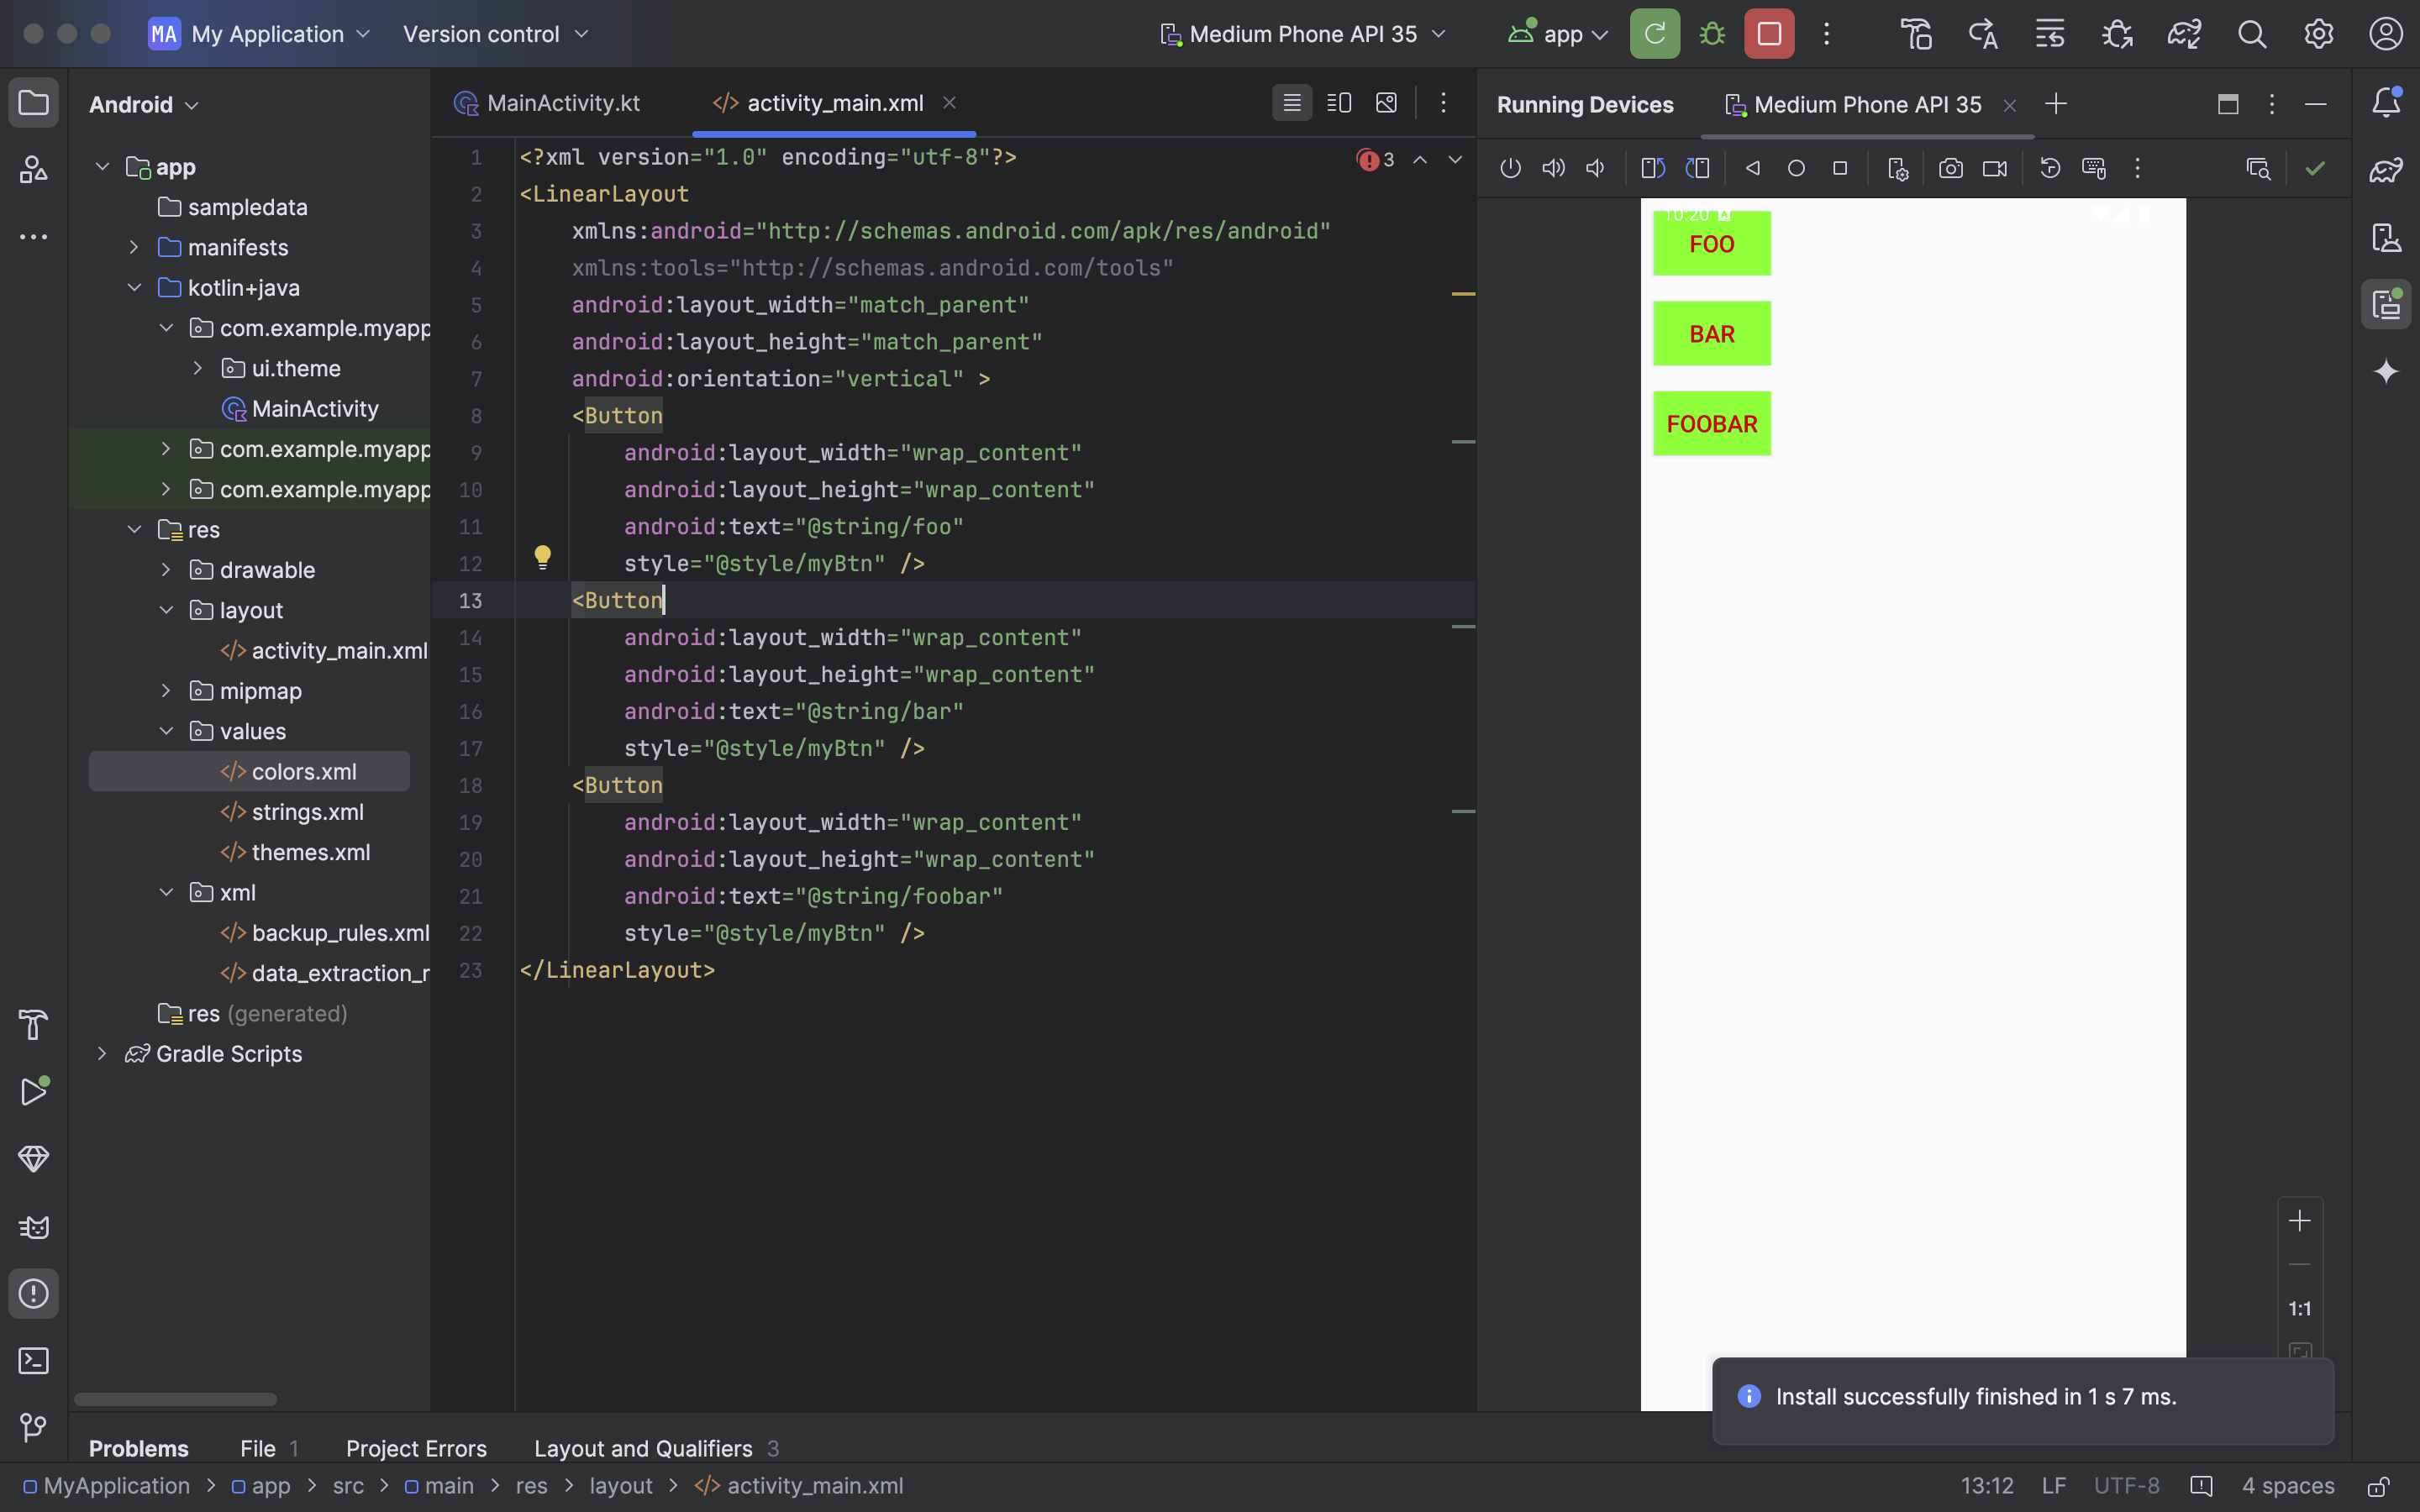 MA My Application Version control Medium Phone API 35 app
Android
app
sampledata
manifests
kotlin+java
com.example.myapp
ui.theme
MainActivity
com.example.myapp
com.example.myapp
res
drawable
layout
activity_main.xml
mipmap
values
colors.xml
strings.xml
themes.xml
xml
backup_rules.xml
data_extraction_r
res (generated)
Gradle Scripts
MainActivity.kt activity_main.xml
3
1 <?xml version="1.0" encoding="utf-8"?>
2 <LinearLayout
3 xmlns:android="http://schemas.android.com/apk/res/android"
4 xmlns:tools="http://schemas.android.com/tools"
5 android:layout_width="match_parent"
6 android:layout_height="match_parent"
7 android:orientation="vertical" >
8 <Button
9 android:layout_width="wrap_content"
10 android:layout_height="wrap_content"
11 android:text="@string/foo"
12 style="@style/myBtn" />
13 <Button
14 android:layout_width="wrap_content"
15 android:layout_height="wrap_content"
16 android:text="@string/bar"
17 style="@style/myBtn" />
18 <Button
19 android:layout_width="wrap_content"
20 android:layout_height="wrap_content"
21 android:text="@string/foobar"
22 style="@style/myBtn" />
23 </LinearLayout>
Running Devices Medium Phone API 35
10:20
FOO
BAR
FOOBAR
1:1
Install successfully finished in 1 s 7 ms.
Problems File 1 Project Errors Layout and Qualifiers 3
MyApplication > app > src > main > res > layout > activity_main.xml
13:12 LF UTF-8 4 spaces